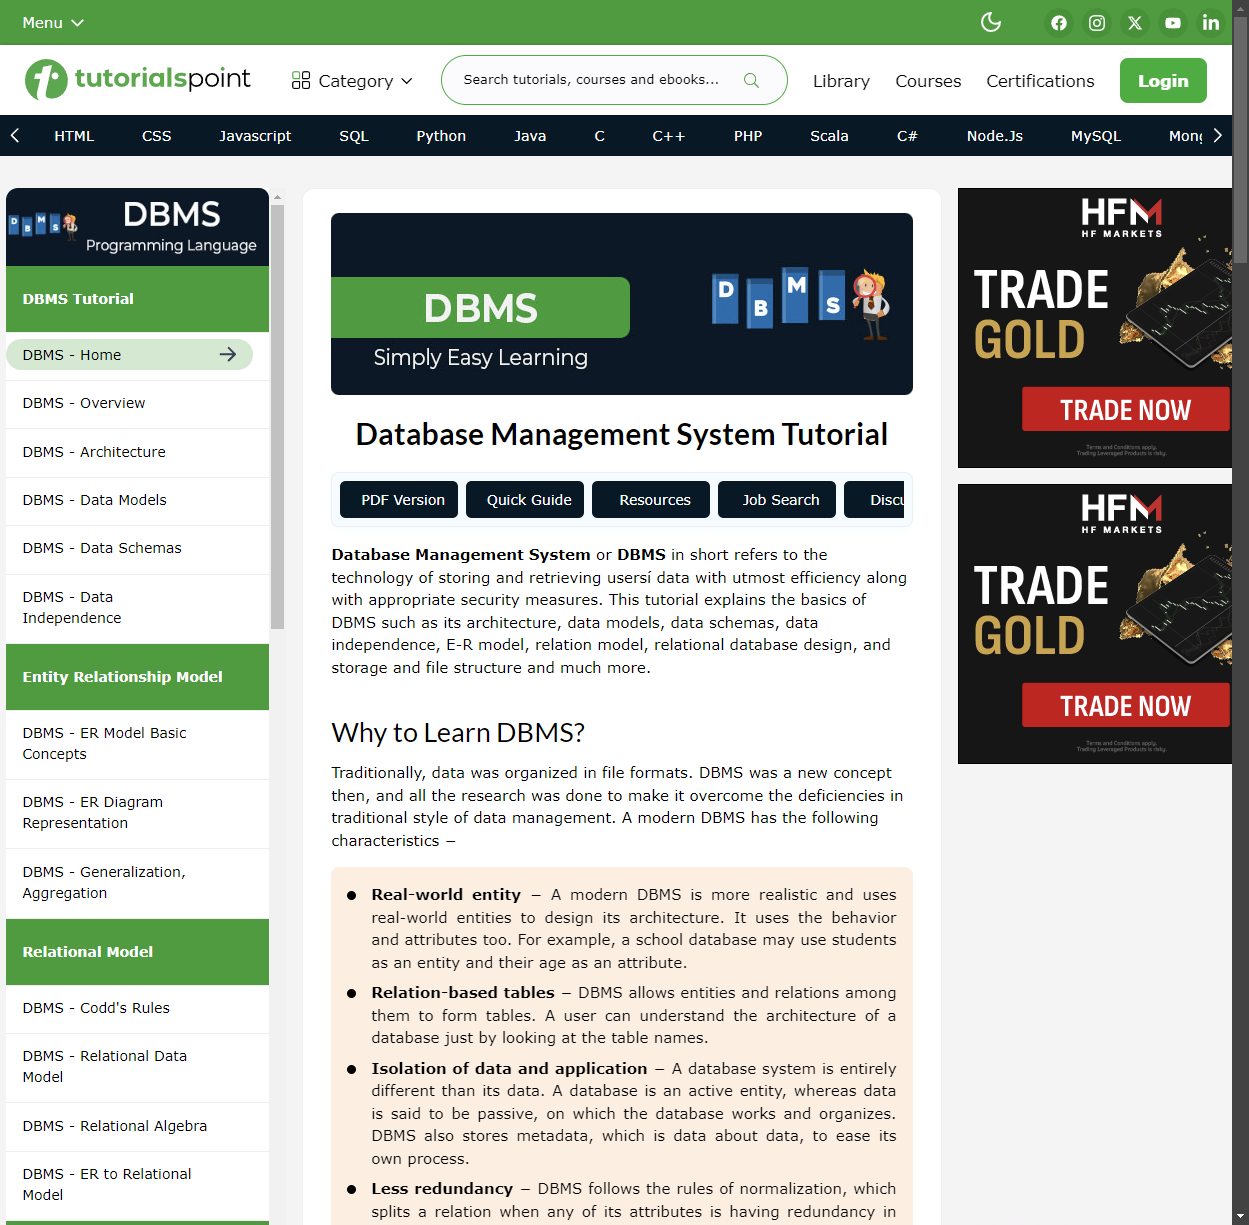 Menu
tutorialspoint
Category
Search tutorials, courses and ebooks...
Library
Courses
Certifications
Login
HTML
CSS
Javascript
SQL
Python
Java
C
C++
PHP
Scala
C#
Node.Js
MySQL
Mong
DBMS
DBMS
Programming Language
DBMS Tutorial
DBMS - Home
DBMS - Overview
DBMS - Architecture
DBMS - Data Models
DBMS - Data Schemas
DBMS - Data
Independence
Entity Relationship Model
DBMS - ER Model Basic
Concepts
DBMS - ER Diagram
Representation
DBMS - Generalization,
Aggregation
Relational Model
DBMS - Codd's Rules
DBMS - Relational Data
Model
DBMS - Relational Algebra
DBMS - ER to Relational
Model
DBMS
Simply Easy Learning
DBMS
Database Management System Tutorial
PDF Version
Quick Guide
Resources
Job Search
Discu
Database Management System or DBMS in short refers to the
technology of storing and retrieving usersí data with utmost efficiency along
with appropriate security measures. This tutorial explains the basics of
DBMS such as its architecture, data models, data schemas, data
independence, E-R model, relation model, relational database design, and
storage and file structure and much more.
Why to Learn DBMS?
Traditionally, data was organized in file formats. DBMS was a new concept
then, and all the research was done to make it overcome the deficiencies in
traditional style of data management. A modern DBMS has the following
characteristics −
Real-world entity − A modern DBMS is more realistic and uses
real-world entities to design its architecture. It uses the behavior
and attributes too. For example, a school database may use students
as an entity and their age as an attribute.
Relation-based tables − DBMS allows entities and relations among
them to form tables. A user can understand the architecture of a
database just by looking at the table names.
Isolation of data and application − A database system is entirely
different than its data. A database is an active entity, whereas data
is said to be passive, on which the database works and organizes.
DBMS also stores metadata, which is data about data, to ease its
own process.
Less redundancy − DBMS follows the rules of normalization, which
splits a relation when any of its attributes is having redundancy in
HFM
HF MARKETS
TRADE
GOLD
TRADE NOW
Terms and Conditions apply.
Trading Leveraged Products is risky.
HFM
HF MARKETS
TRADE
GOLD
TRADE NOW
Terms and Conditions apply.
Trading Leveraged Products is risky.